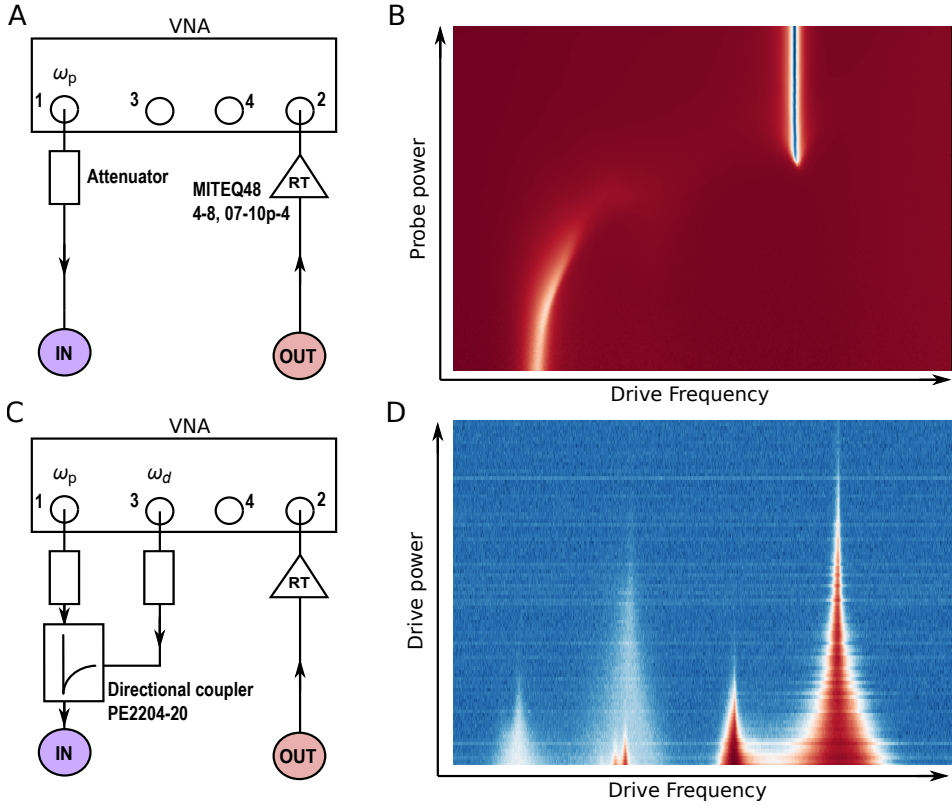 A
VNA
ωp
1
3
4
2
Attenuator
RT
MITEQ48
4-8, 07-10p-4
IN
OUT
B
Probe power
Drive Frequency
C
VNA
ωp
ωd
1
3
4
2
RT
Directional coupler
PE2204-20
IN
OUT
D
Drive power
Drive Frequency